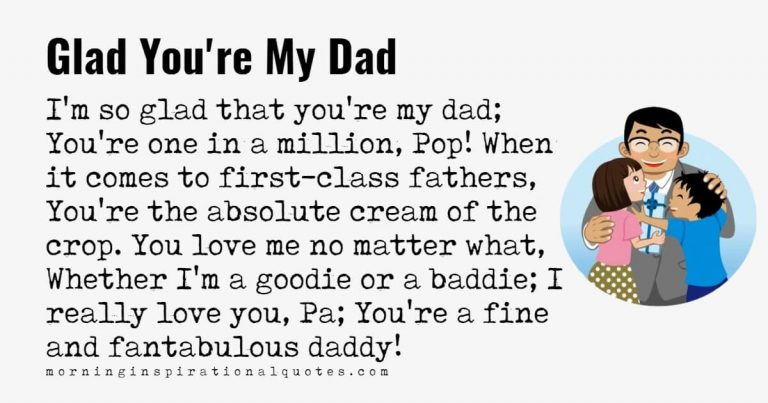 Glad You're My Dad
I'm so glad that you're my dad;
You're one in a million, Pop! When
it comes to first-class fathers,
You're the absolute cream of the
crop. You love me no matter what,
Whether I'm a goodie or a baddie; I
really love you, Pa; You're a fine
and fantabulous daddy!
morninginspirationalquotes.com